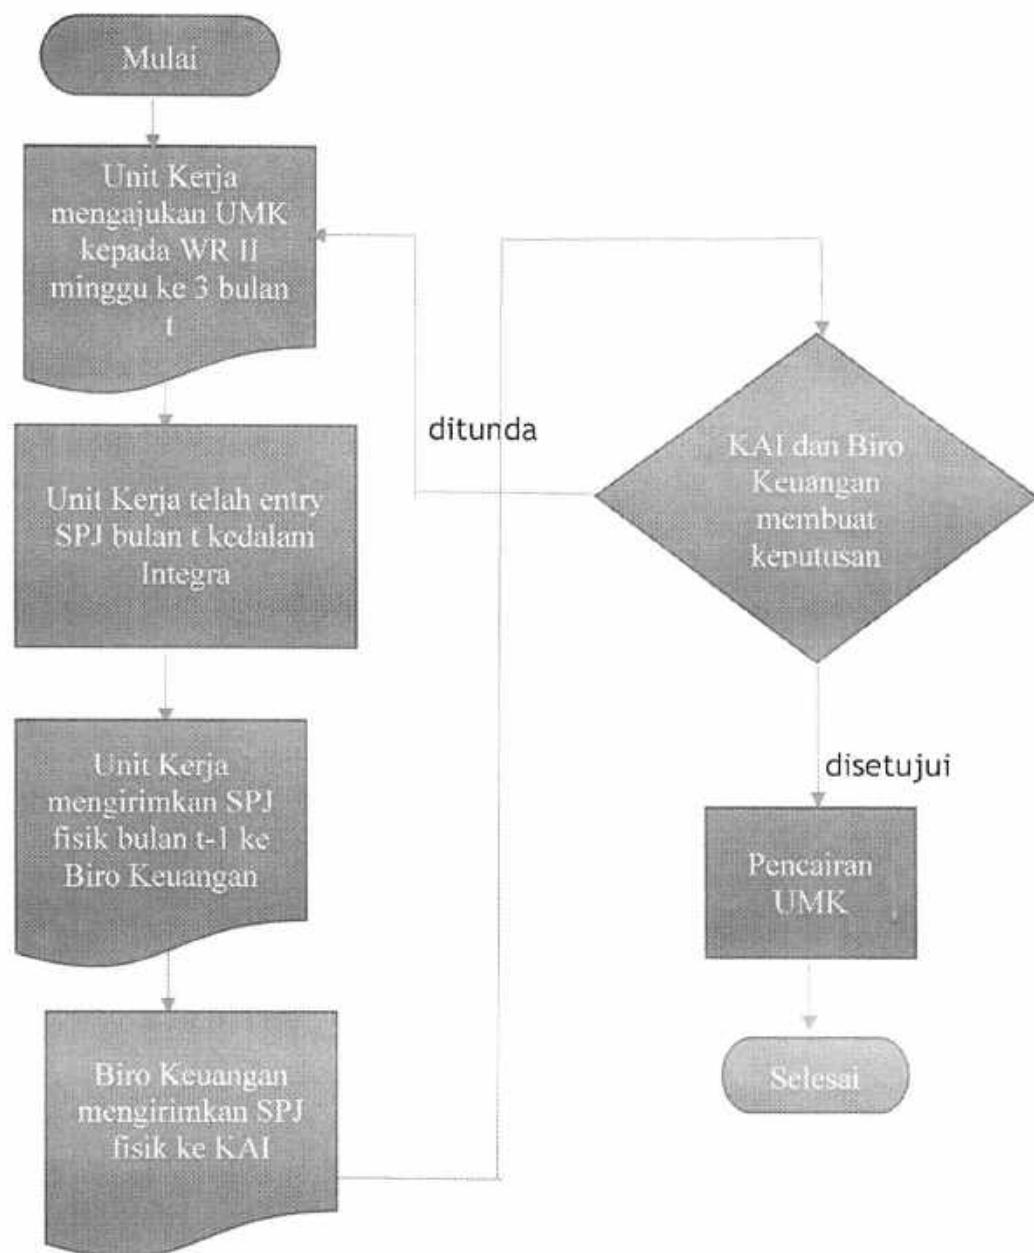 Mulai
Unit Kerja
mengajukan UMK
kepada WR II
minggu ke 3 bulan
t
Unit Kerja telah entry
SPJ bulan t kedalam
Integra
Unit Kerja
mengirimkan SPJ
fisik bulan t-1 ke
Biro Keuangan
Biro Keuangan
mengirimkan SPJ
fisik ke KAI
ditunda
KAI dan Biro
Keuangan
membuat
keputusan
disetujui
Pencairan
UMK
Selesai